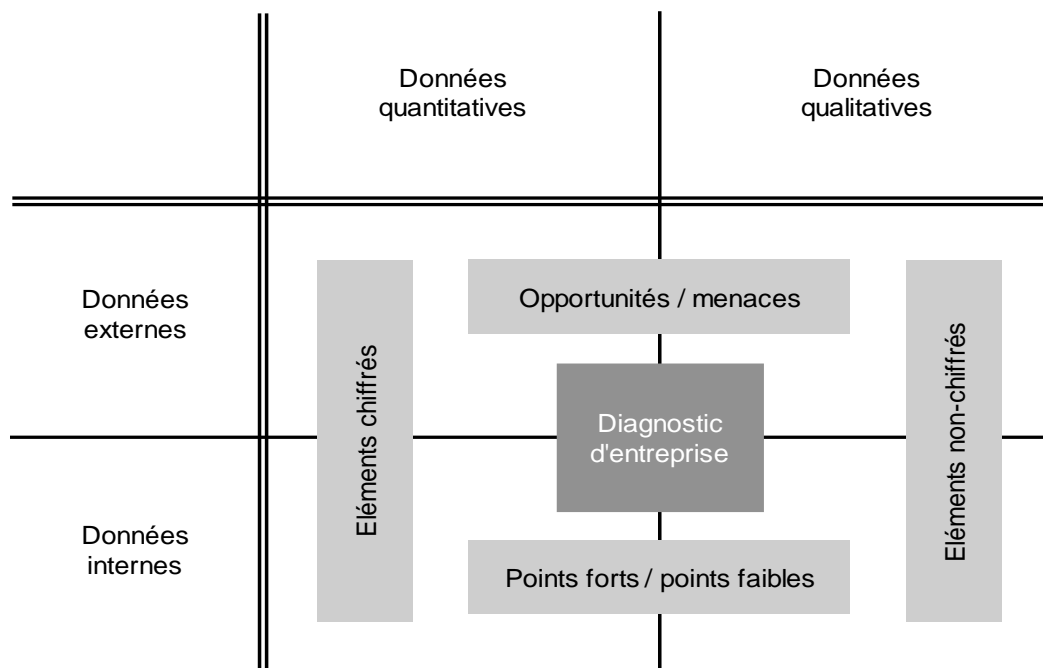 Données
quantitatives
Données
qualitatives
Données
externes
Opportunités / menaces
Eléments chiffrés
Diagnostic
d'entreprise
Eléments non-chiffrés
Données
internes
Points forts / points faibles